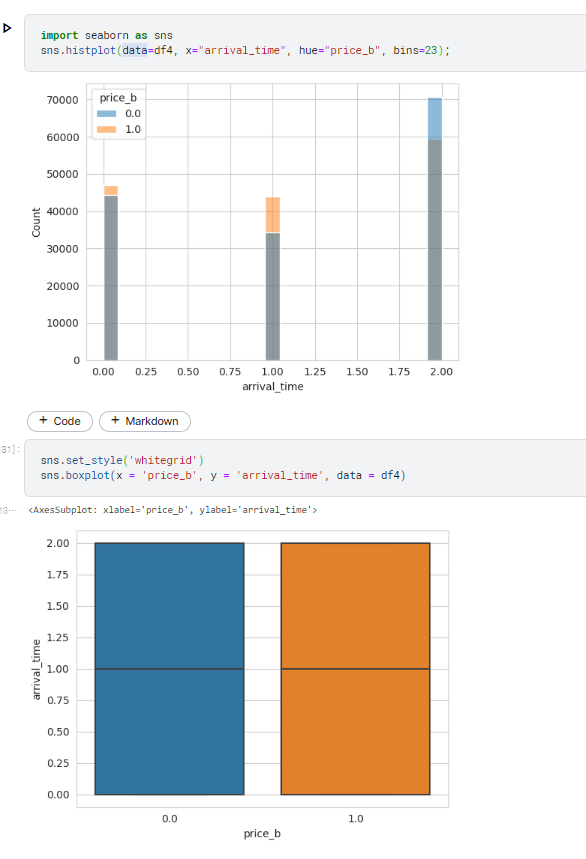 import seaborn as sns
sns.histplot(data=df4, x="arrival_time", hue="price_b", bins=23);
price_b
0.0
1.0
70000
60000
50000
40000
30000
20000
10000
0
Count
0.00 0.25 0.50 0.75 1.00 1.25 1.50 1.75 2.00
arrival_time
+ Code + Markdown
sns.set_style('whitegrid')
sns.boxplot(x = 'price_b', y = 'arrival_time', data = df4)
<AxesSubplot: xlabel='price_b', ylabel='arrival_time'>
2.00
1.75
1.50
1.25
1.00
0.75
0.50
0.25
0.00
arrival_time
0.0 1.0
price_b